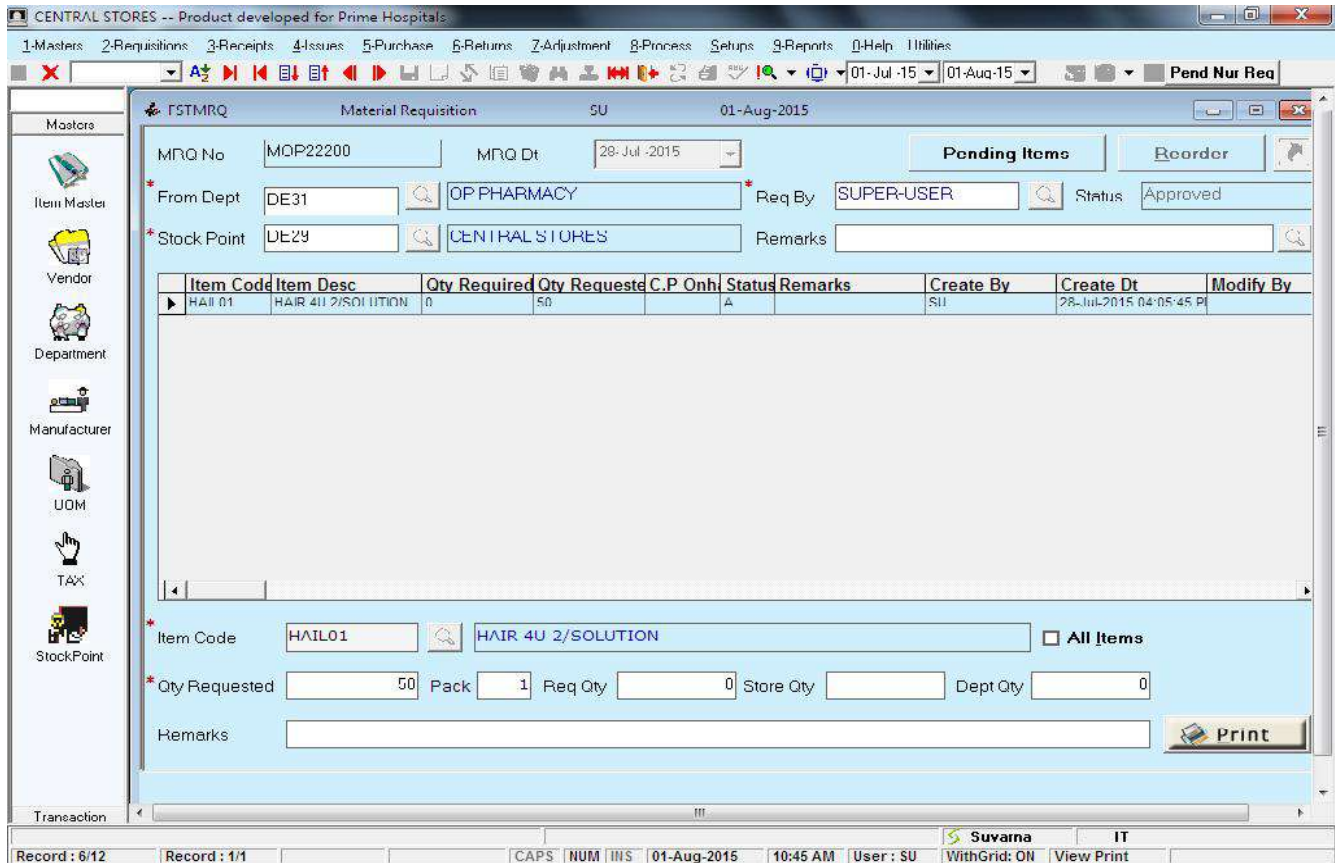 CENTRAL STORES -- Product developed for Prime Hospitals
1-Masters 2-Requisitions 3-Receipts 4-Issues 5-Purchase 6-Returns 7-Adjustment 8-Process Setups 9-Reports 0-Help Utilities
01-Jul -15 01-Aug-15 Pend Nur Req
Masters
Item Master
Vendor
Department
Manufacturer
UOM
TAX
StockPoint
Transaction
FSTMRQ Material Requisition SU 01-Aug-2015
MRQ No MOP22200 MRQ Dt 28-Jul -2015 Pending Items Reorder
* From Dept DE31 OP PHARMACY * Req By SUPER-USER Status Approved
* Stock Point DE29 CENTRAL STORES Remarks
Item Code Item Desc Qty Required Qty Requeste C.P Onh Status Remarks Create By Create Dt Modify By
HAIL01 HAIR 4U 2/SOLUTION 0 50 A SU 28-Jul-2015 04:05:45 P
* Item Code HAIL01 HAIR 4U 2/SOLUTION All Items
* Qty Requested 50 Pack 1 Req Qty 0 Store Qty Dept Qty 0
Remarks Print
Suvarna IT
Record : 6/12 Record : 1/1 CAPS NUM INS 01-Aug-2015 10:45 AM User : SU WithGrid: ON View Print